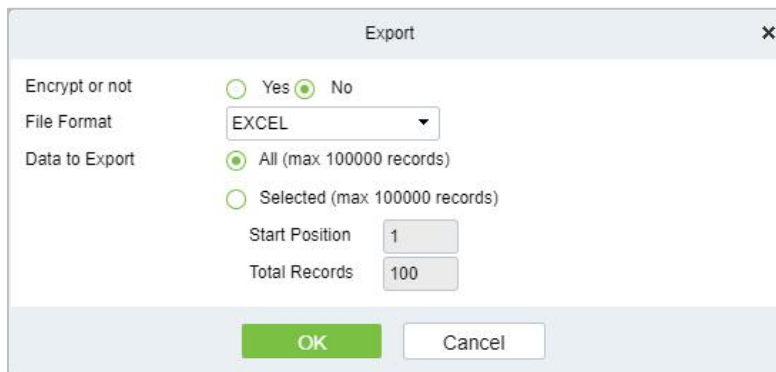 Export
Encrypt or not Yes No
File Format EXCEL
Data to Export All (max 100000 records)
Selected (max 100000 records)
Start Position 1
Total Records 100
OK Cancel